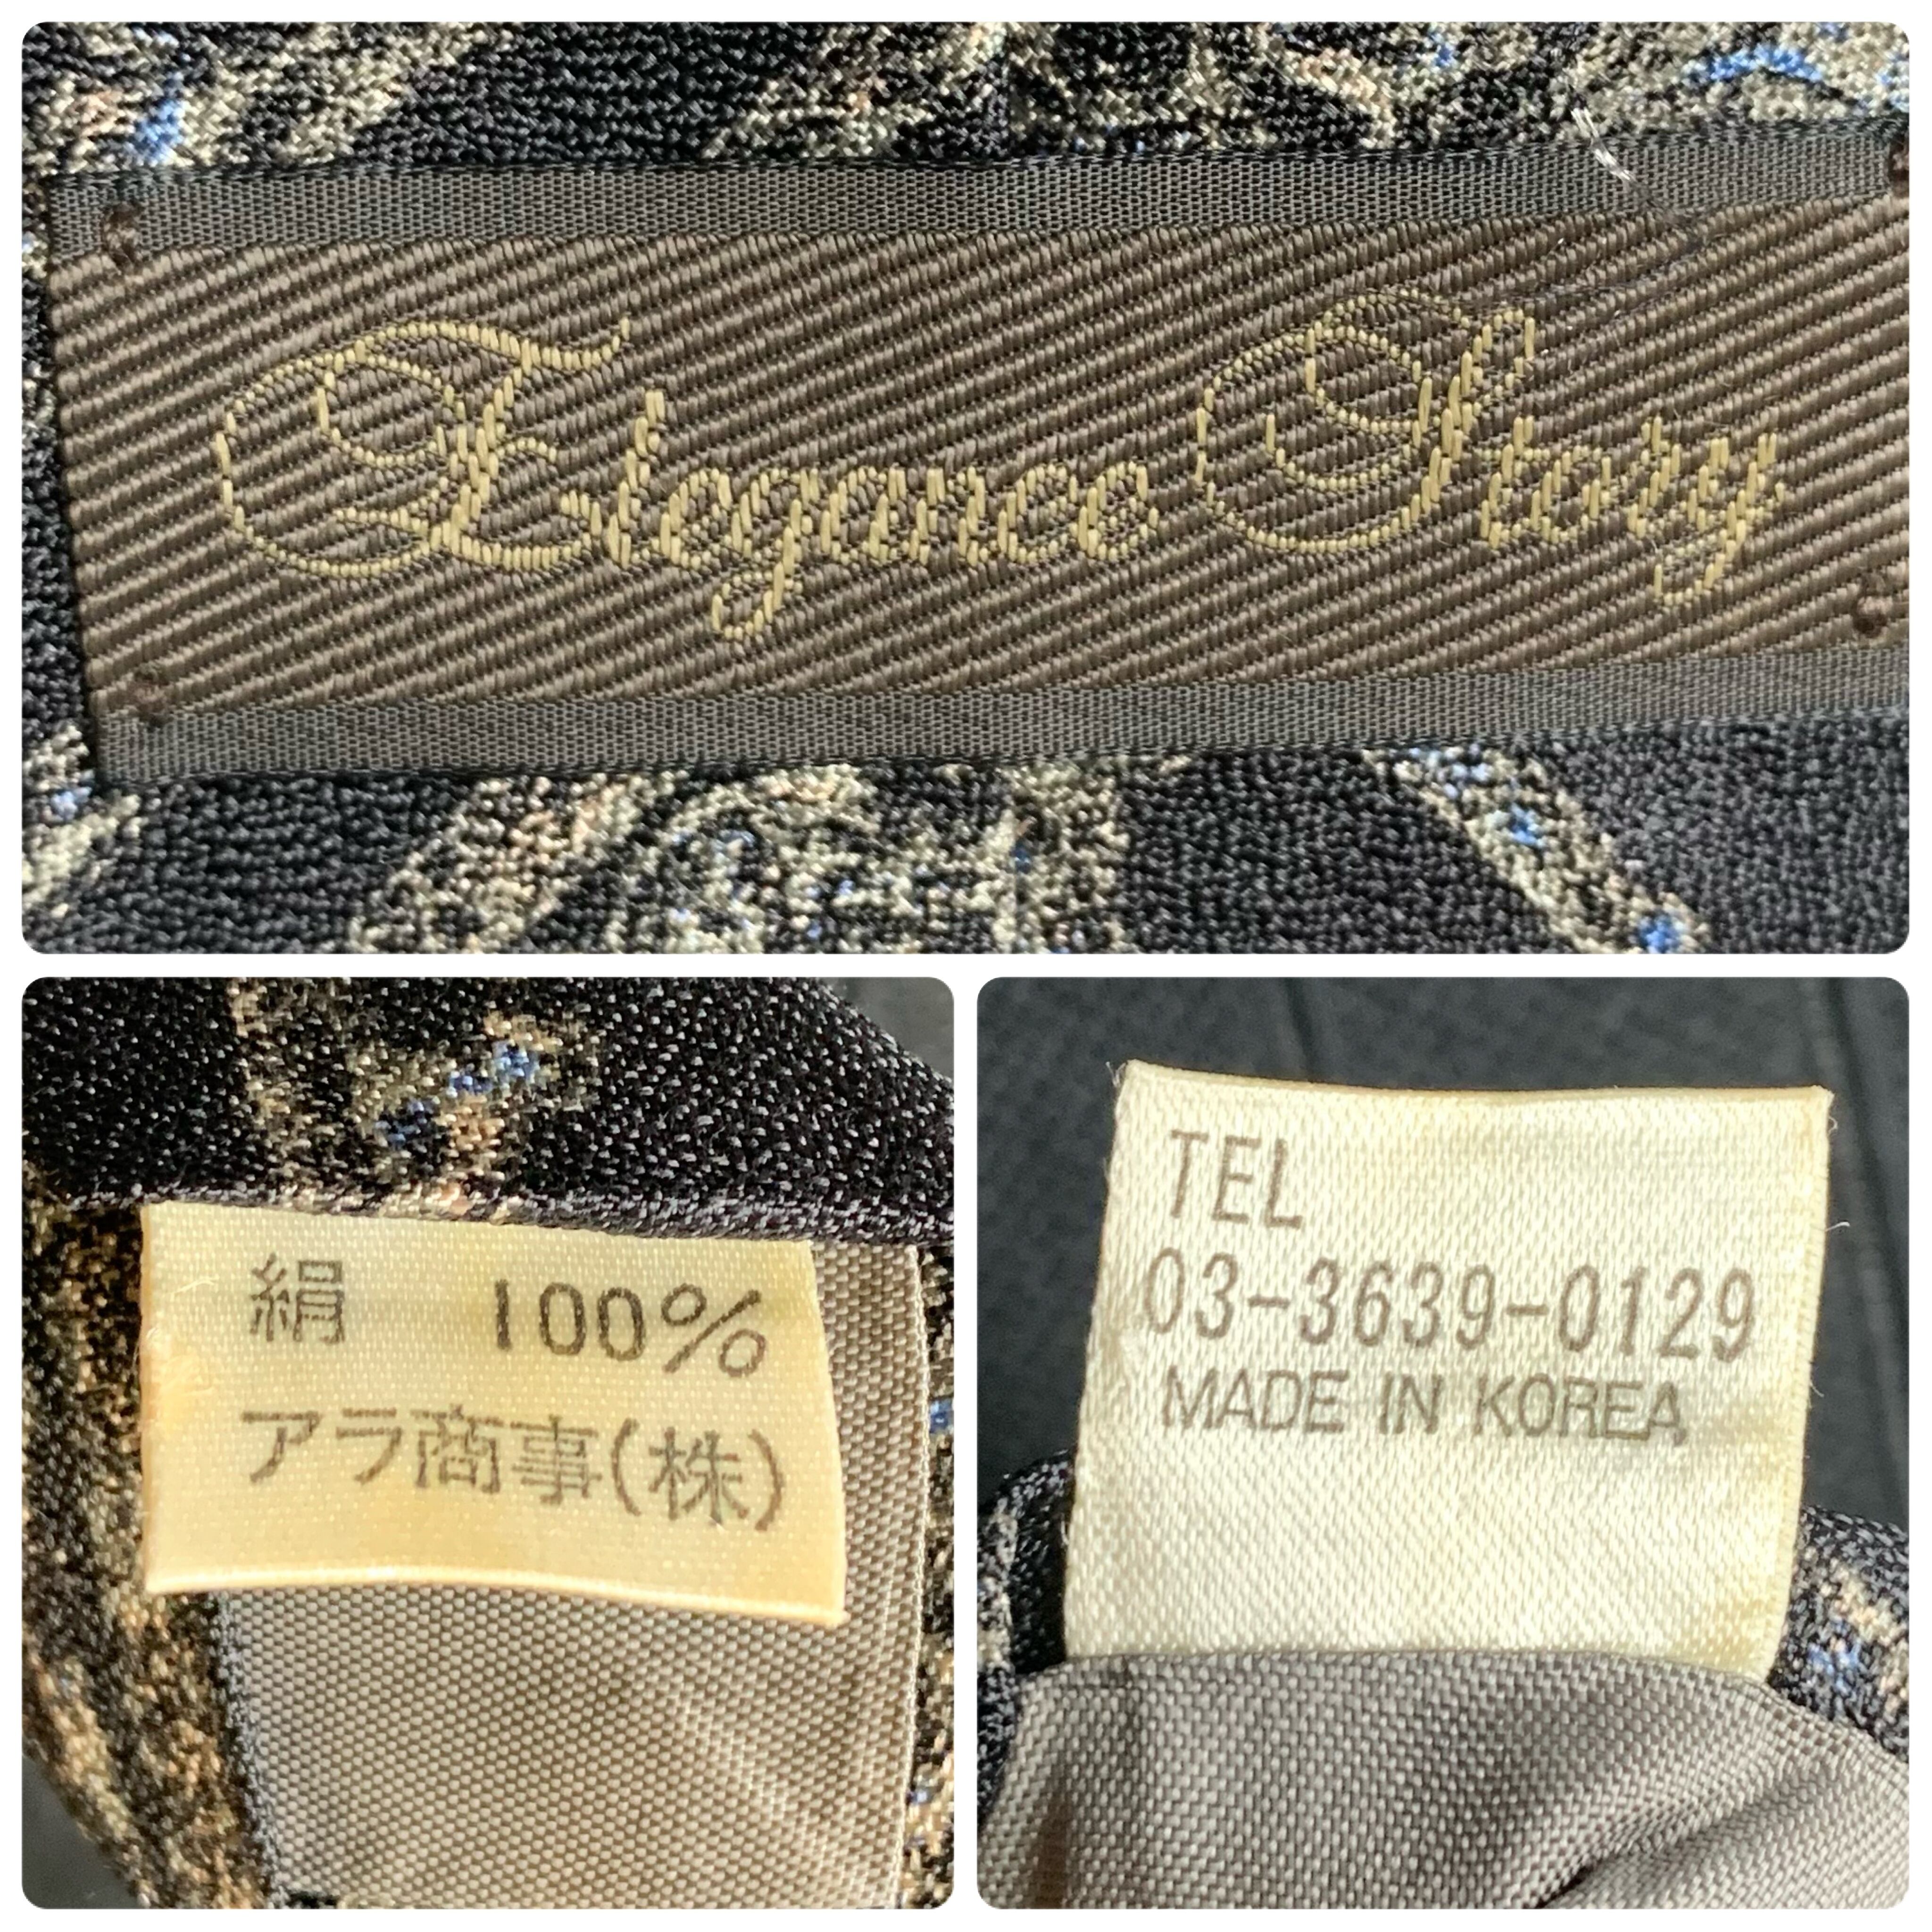 Elegance Story
絹 100%
アラ商事(株)
TEL
03-3639-0129
MADE IN KOREA